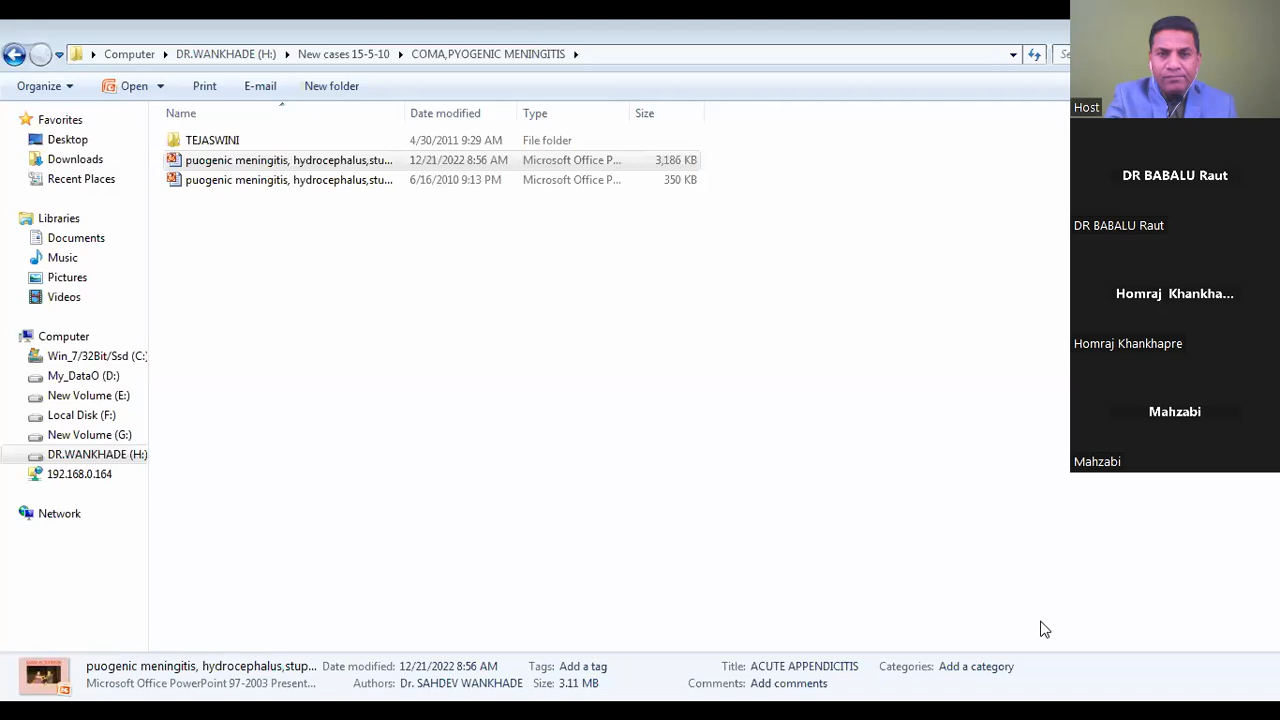 Computer DR.WANKHADE (H:) New cases 15-5-10 COMA,PYOGENIC MENINGITIS
Organize Open Print E-mail New folder
Name Date modified Type Size
Favorites
Desktop
Downloads
Recent Places
Libraries
Documents
Music
Pictures
Videos
Computer
Win_7/32Bit/Ssd (C:)
My_DataO (D:)
New Volume (E:)
Local Disk (F:)
New Volume (G:)
DR.WANKHADE (H:)
192.168.0.164
Network
TEJASWINI 4/30/2011 9:29 AM File folder
puogenic meningitis, hydrocephalus,stu... 12/21/2022 8:56 AM Microsoft Office P... 3,186 KB
puogenic meningitis, hydrocephalus,stu... 6/16/2010 9:13 PM Microsoft Office P... 350 KB
Host
DR BABALU Raut
DR BABALU Raut
Homraj Khankha...
Homraj Khankhapre
Mahzabi
Mahzabi
puogenic meningitis, hydrocephalus,stup... Date modified: 12/21/2022 8:56 AM Tags: Add a tag Title: ACUTE APPENDICITIS Categories: Add a category
Microsoft Office PowerPoint 97-2003 Present... Authors: Dr. SAHDEV WANKHADE Size: 3.11 MB Comments: Add comments